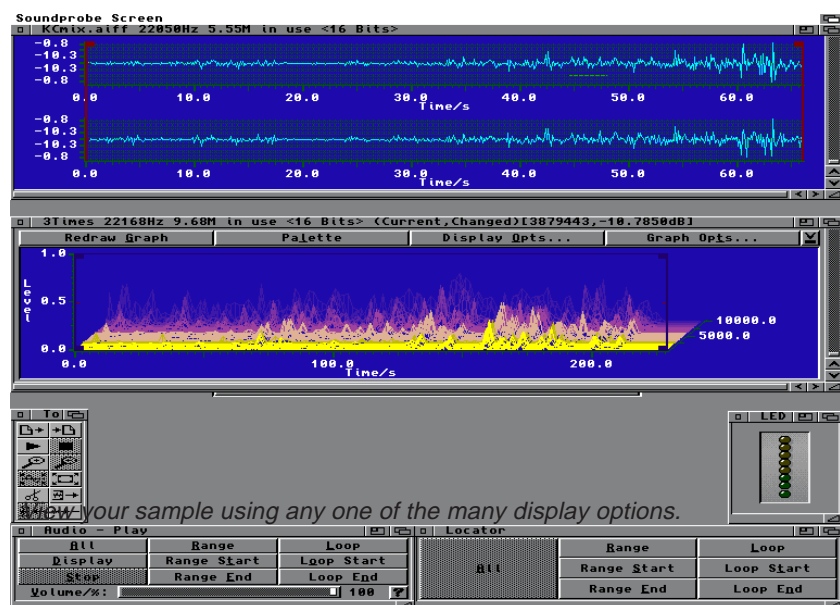 Soundprobe Screen
KCmix.aiff 22050Hz 5.55M in use <16 Bits>
-0.8
-10.3
-10.3
-0.8
0.0 10.0 20.0 30.0 40.0 50.0 60.0
Time/s
-0.8
-10.3
-10.3
-0.8
0.0 10.0 20.0 30.0 40.0 50.0 60.0
Time/s
3Times 22168Hz 9.68M in use <16 Bits> (Current,Changed)[3879443,-10.7850dB]
Redraw Graph Palette Display Opts... Graph Opts...
1.0
Level
0.5
0.0
10000.0
5000.0
0.0 100.0 200.0
Time/s
To
LED
View your sample using any one of the many display options.
Audio - Play
All Range Loop
Display Range Start Loop Start
Stop Range End Loop End
Volume/%: 100 ?
Locator
All
Range Loop
Range Start Loop Start
Range End Loop End